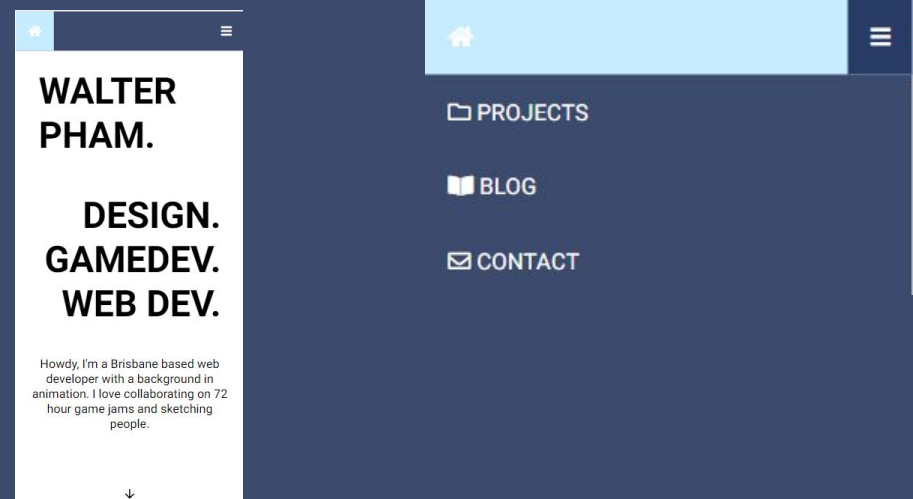 WALTER
PHAM.
DESIGN.
GAMEDEV.
WEB DEV.
Howdy, I'm a Brisbane based web
developer with a background in
animation. I love collaborating on 72
hour game jams and sketching
people.
PROJECTS
BLOG
CONTACT